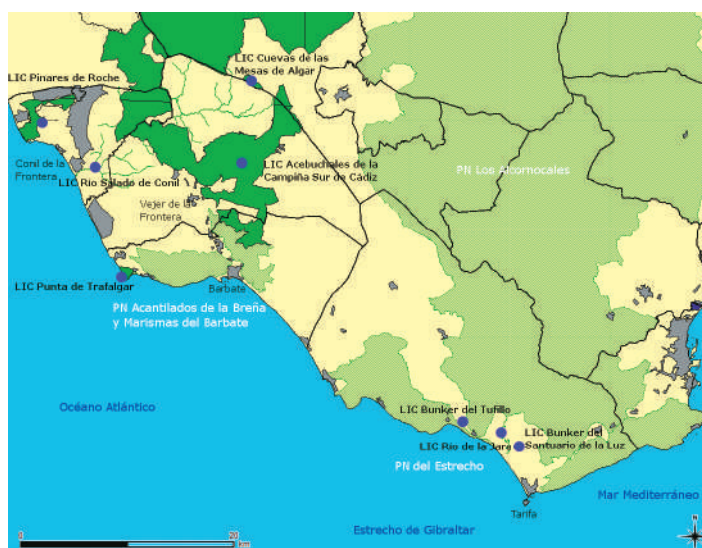 LIC Cuevas de las
Mesas de Algar
LIC Pinares de Roche
Conil de la
Frontera
LIC Río Salado de Conil
LIC Acebuchales de la
Campiña Sur de Cádiz
PN Los Alcornocales
Vejer de la
Frontera
LIC Punta de Trafalgar
Barbate
PN Acantilados de la Breña
y Marismas del Barbate
Océano Atlántico
LIC Bunker del Tufillo
LIC Bunker del
Santuario de la Luz
LIC Río de la Jara
PN del Estrecho
Tarifa
Mar Mediterráneo
Estrecho de Gibraltar
0 20
Km
N